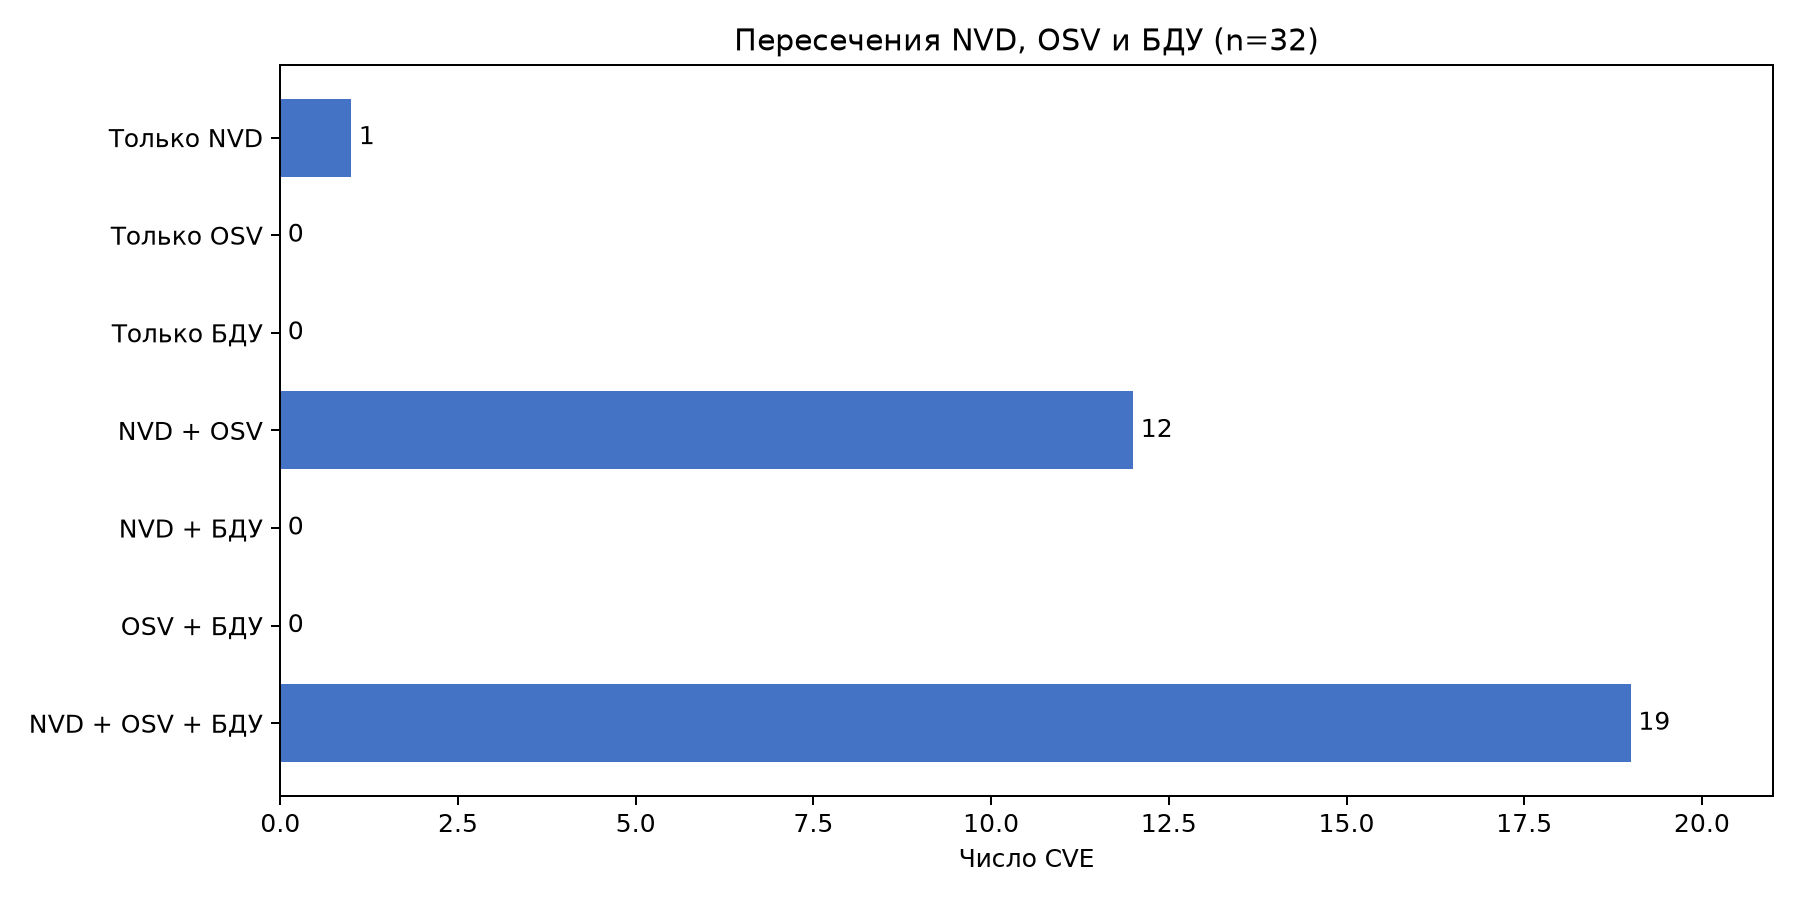 Пересечения NVD, OSV и БДУ (n=32)
Только NVD 1
Только OSV 0
Только БДУ 0
NVD + OSV 12
NVD + БДУ 0
OSV + БДУ 0
NVD + OSV + БДУ 19
0.0 2.5 5.0 7.5 10.0 12.5 15.0 17.5 20.0
Число CVE